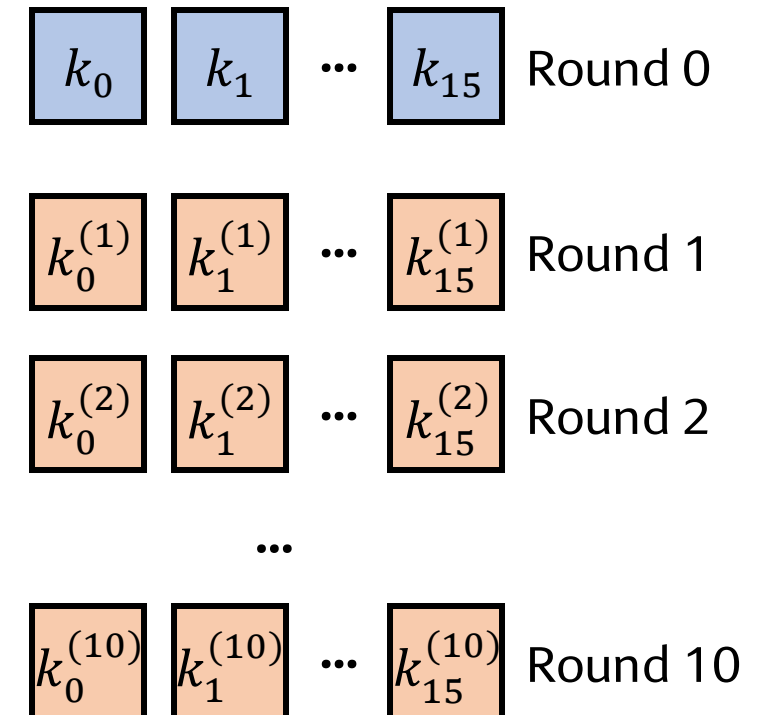 k₀ k₁ ... k₁₅ Round 0
k₀⁽¹⁾ k₁⁽¹⁾ ... k₁₅⁽¹⁾ Round 1
k₀⁽²⁾ k₁⁽²⁾ ... k₁₅⁽²⁾ Round 2
...
k₀⁽¹⁰⁾ k₁⁽¹⁰⁾ ... k₁₅⁽¹⁰⁾ Round 10